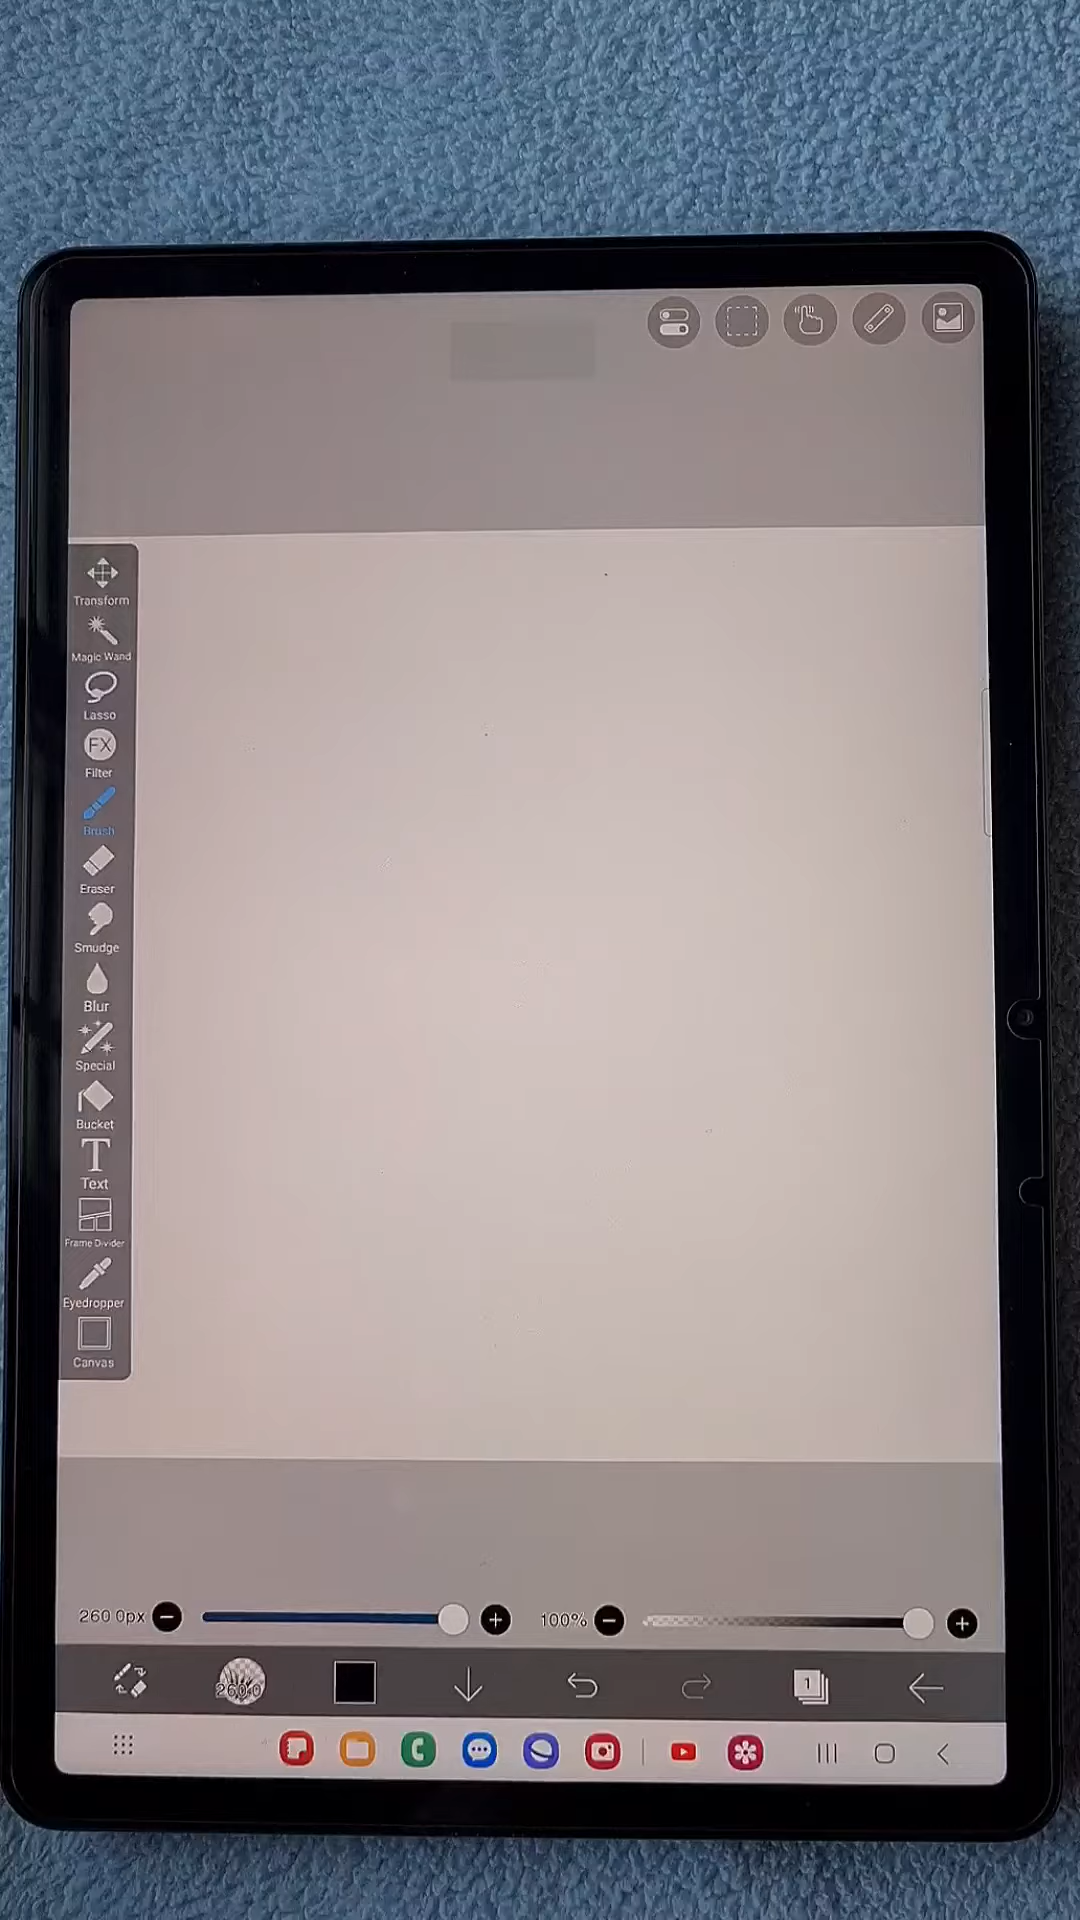 Transform
Magic Wand
Lasso
FX
Filter
Brush
Eraser
Smudge
Blur
Special
Bucket
T
Text
Frame Divider
Eyedropper
Canvas
260.0px
100%
260.0
1